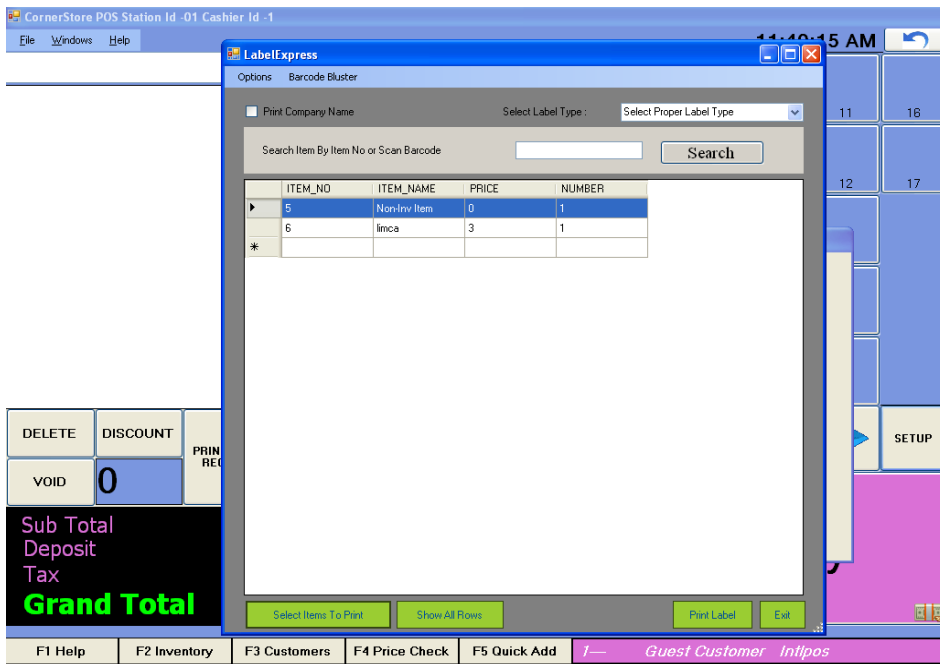 CornerStore POS Station Id -01 Cashier Id -1
File Windows Help
LabelExpress
15 AM
Options Barcode Bluster
Print Company Name Select Label Type : Select Proper Label Type
11 16
Search Item By Item No or Scan Barcode Search
12 17
ITEM_NO ITEM_NAME PRICE NUMBER
5 Non-Inv Item 0 1
6 limca 3 1
DELETE DISCOUNT
SETUP
VOID 0
Sub Total
Deposit
Tax
Grand Total
Select Items To Print Show All Rows Print Label Exit
F1 Help F2 Inventory F3 Customers F4 Price Check F5 Quick Add 1— Guest Customer Intlpos